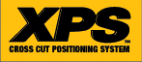 XPS
CROSS CUT POSITIONING SYSTEM